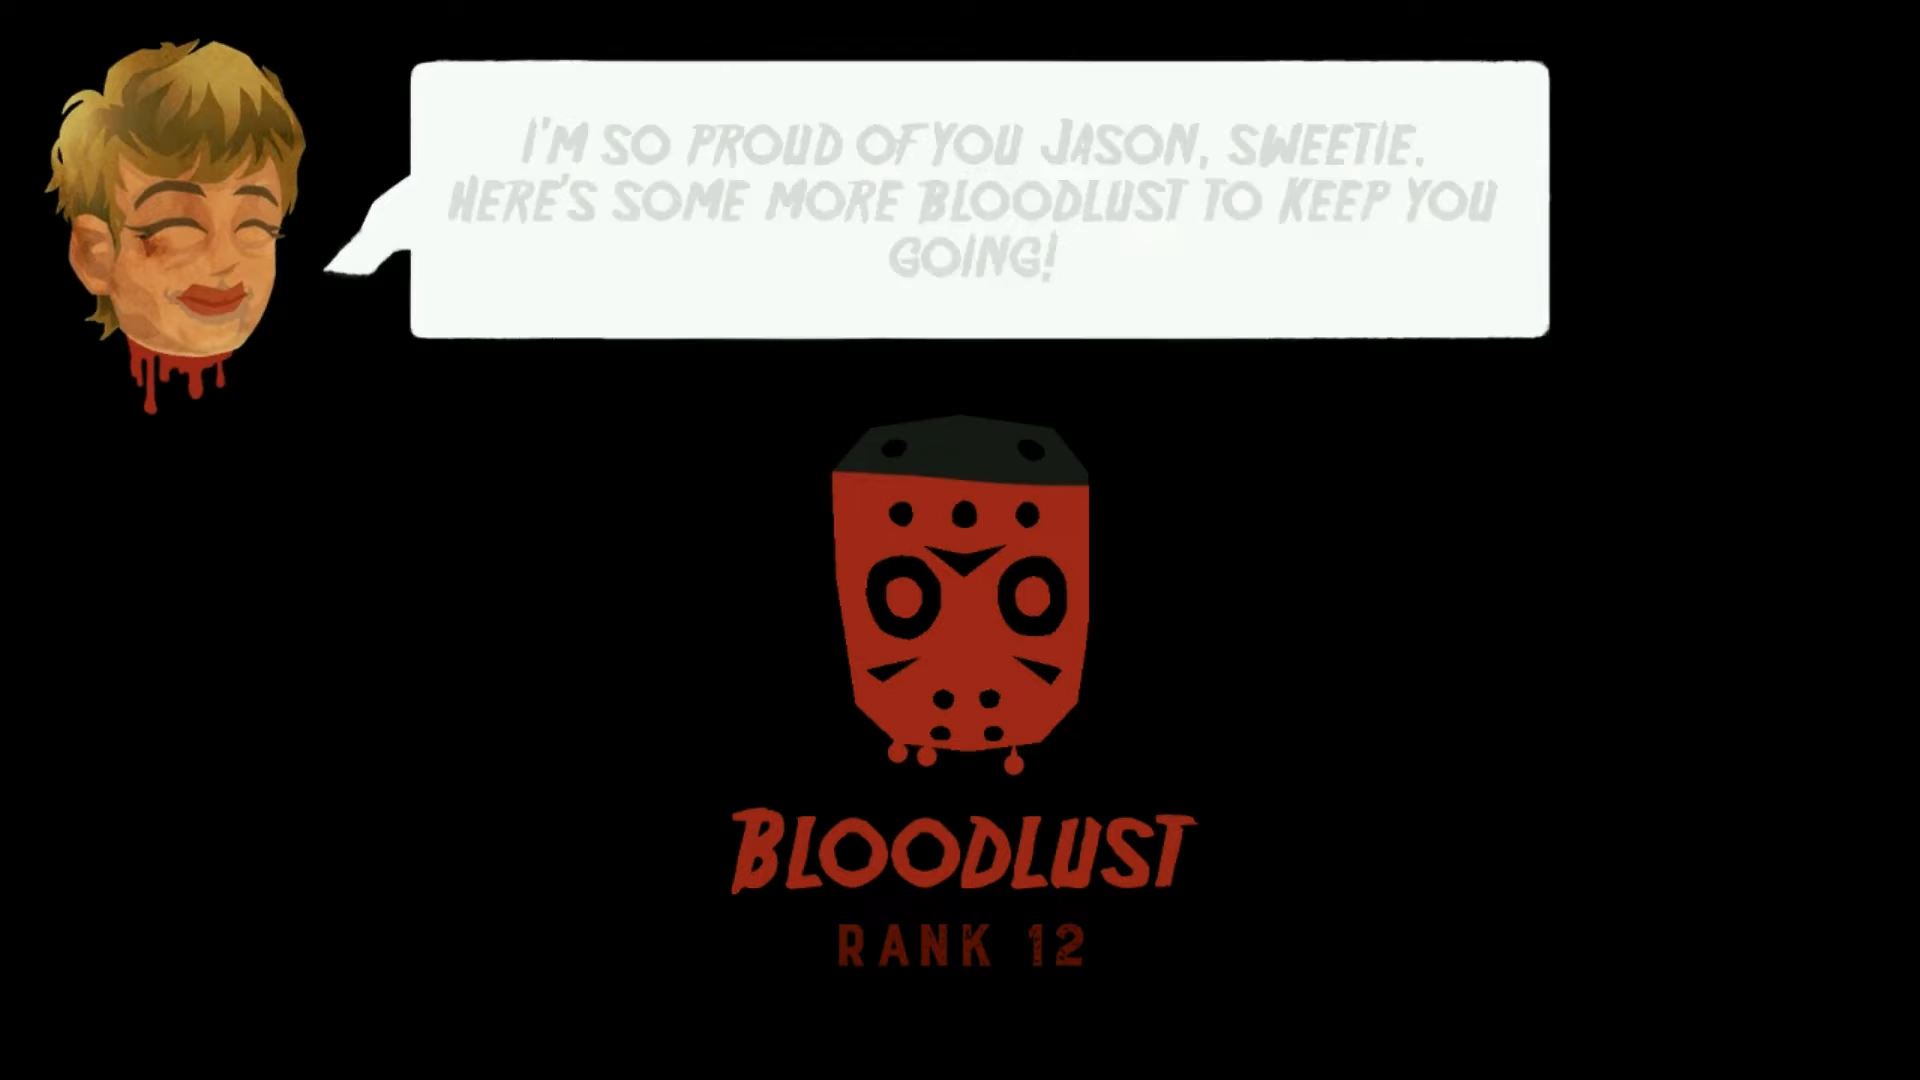 I'M SO PROUD OF YOU JASON, SWEETIE.
HERE'S SOME MORE BLOODLUST TO KEEP YOU
GOING!
BLOODLUST
RANK 12